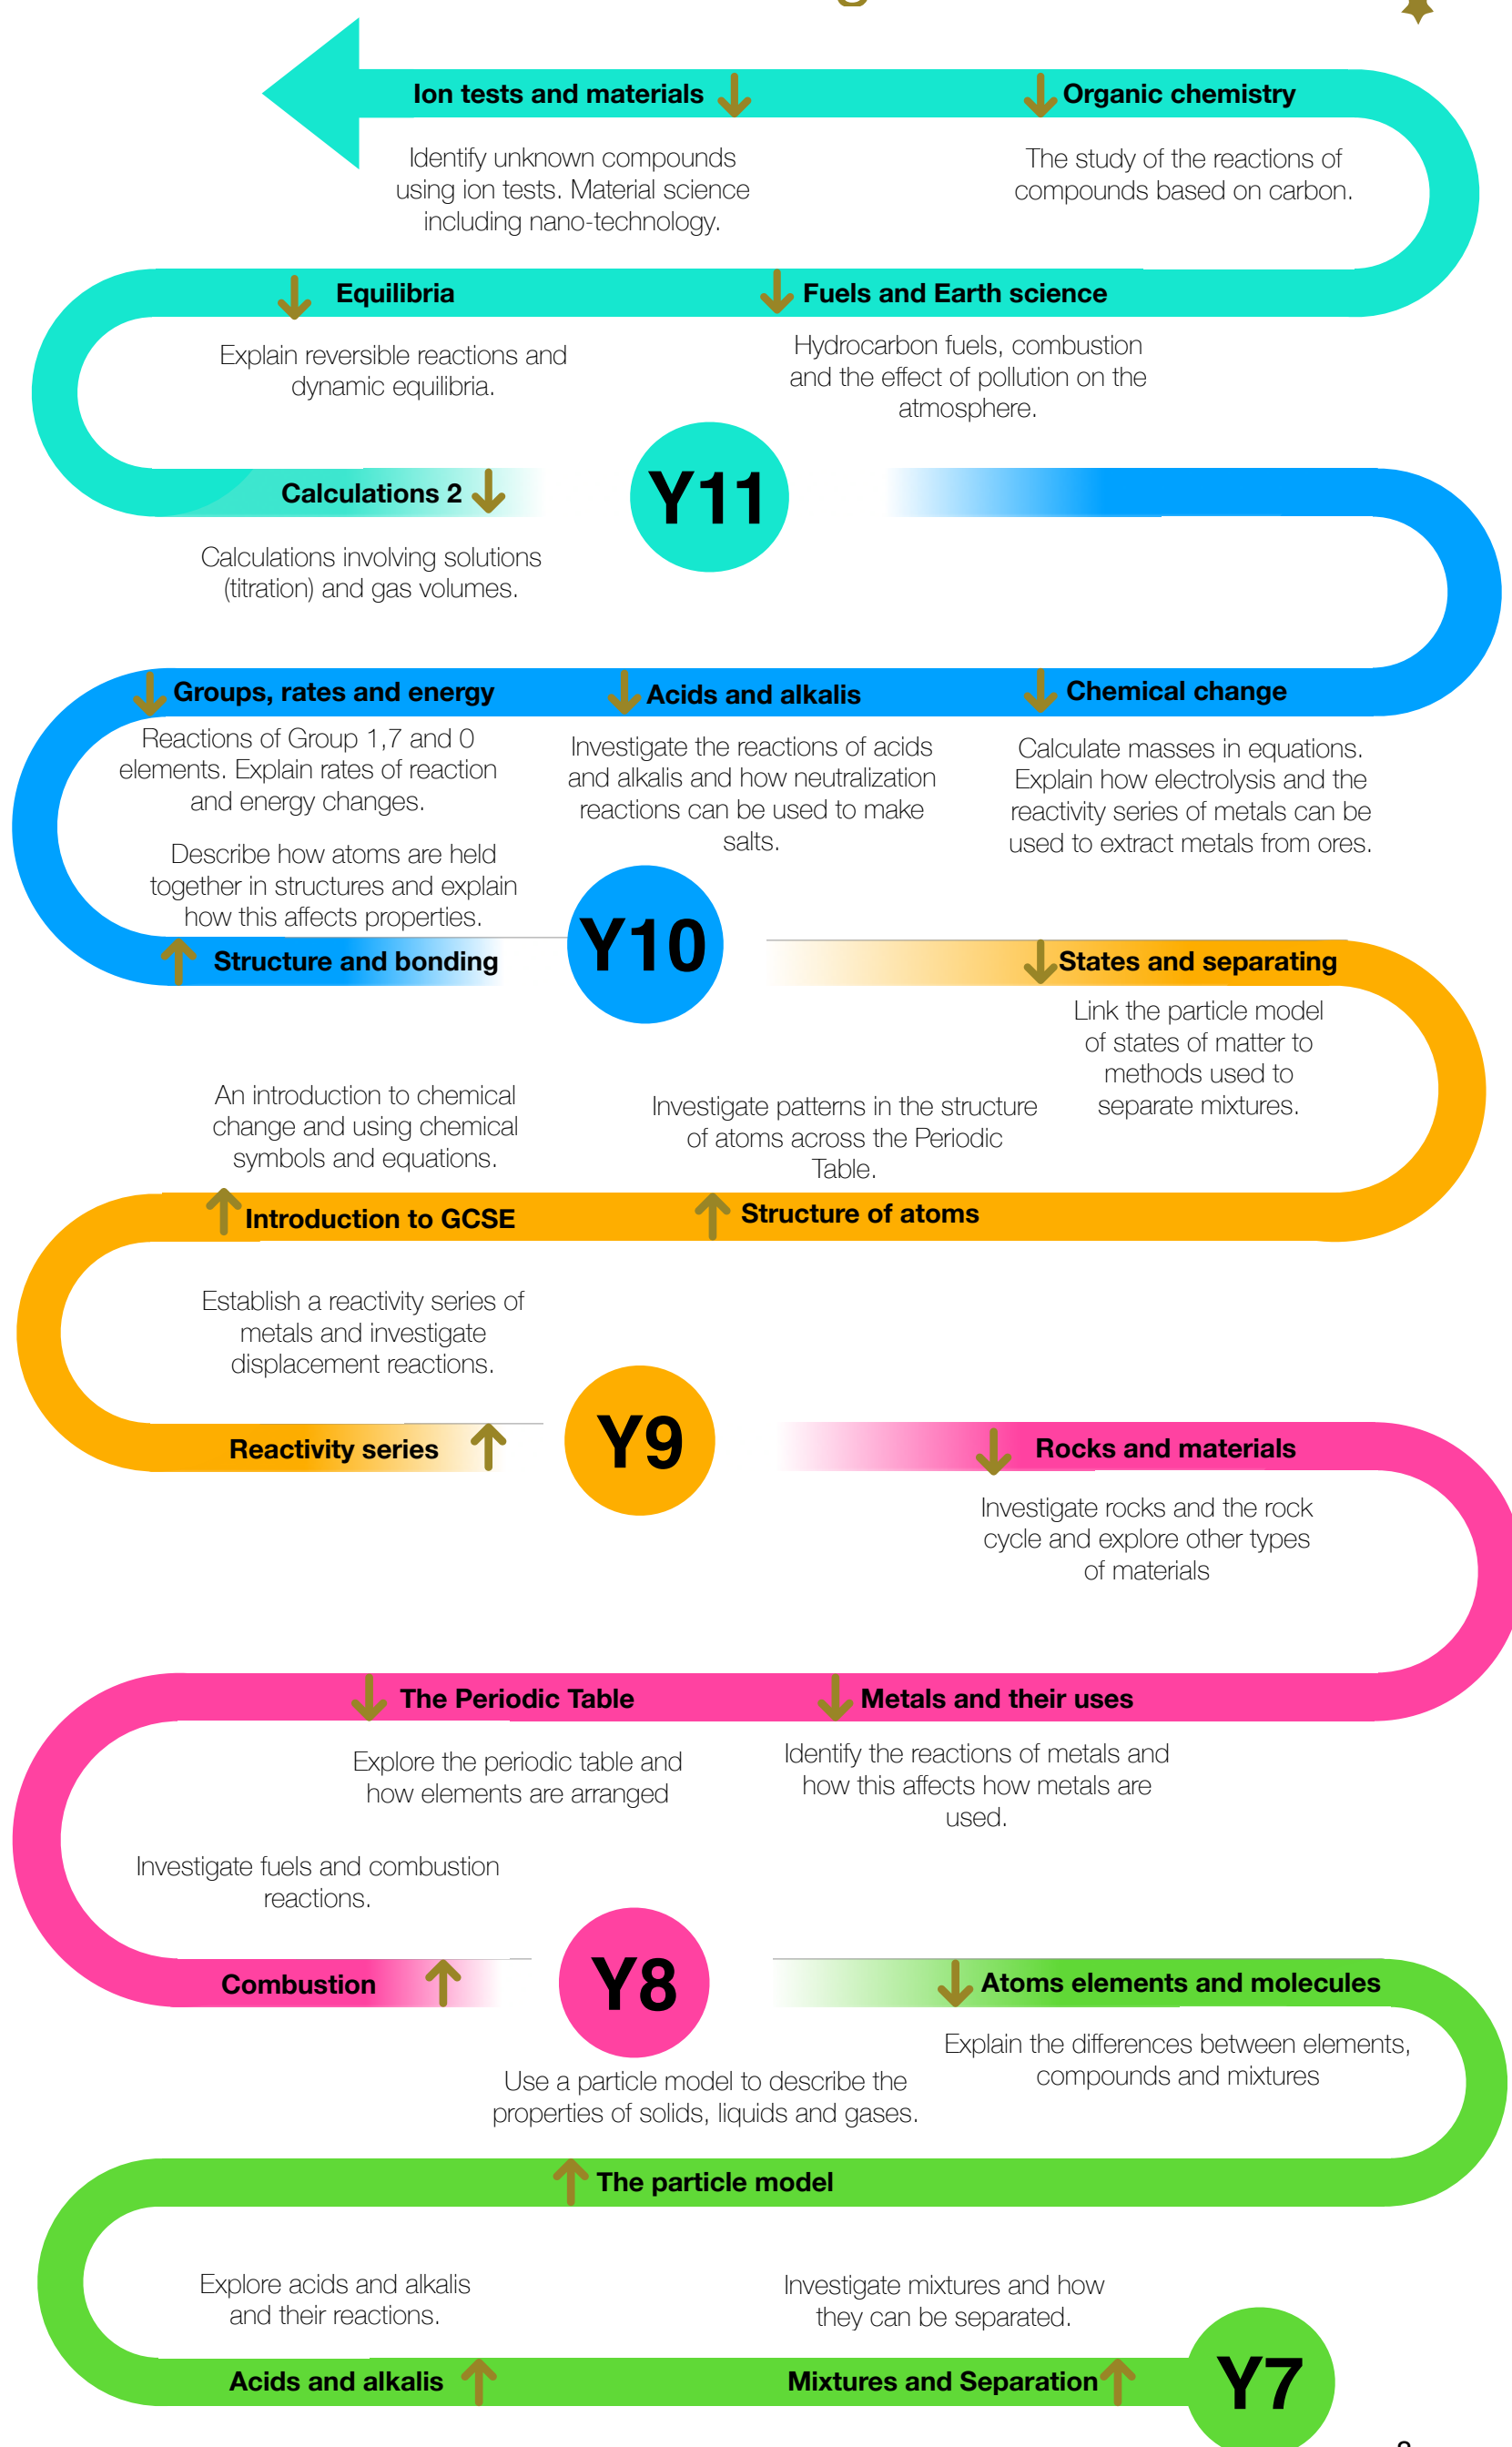 Ion tests and materials
Organic chemistry
Identify unknown compounds
using ion tests. Material science
including nano-technology.
The study of the reactions of
compounds based on carbon.
Equilibria
Fuels and Earth science
Explain reversible reactions and
dynamic equilibria.
Hydrocarbon fuels, combustion
and the effect of pollution on the
atmosphere.
Calculations 2
Y11
Calculations involving solutions
(titration) and gas volumes.
Groups, rates and energy
Acids and alkalis
Chemical change
Reactions of Group 1,7 and 0
elements. Explain rates of reaction
and energy changes.
Investigate the reactions of acids
and alkalis and how neutralization
reactions can be used to make
salts.
Calculate masses in equations.
Explain how electrolysis and the
reactivity series of metals can be
used to extract metals from ores.
Describe how atoms are held
together in structures and explain
how this affects properties.
Structure and bonding
Y10
States and separating
Link the particle model
of states of matter to
methods used to
separate mixtures.
An introduction to chemical
change and using chemical
symbols and equations.
Investigate patterns in the structure
of atoms across the Periodic
Table.
Introduction to GCSE
Structure of atoms
Establish a reactivity series of
metals and investigate
displacement reactions.
Reactivity series
Y9
Rocks and materials
Investigate rocks and the rock
cycle and explore other types
of materials
The Periodic Table
Metals and their uses
Explore the periodic table and
how elements are arranged
Identify the reactions of metals and
how this affects how metals are
used.
Investigate fuels and combustion
reactions.
Combustion
Y8
Atoms elements and molecules
Explain the differences between elements,
compounds and mixtures
Use a particle model to describe the
properties of solids, liquids and gases.
The particle model
Explore acids and alkalis
and their reactions.
Investigate mixtures and how
they can be separated.
Acids and alkalis
Mixtures and Separation
Y7